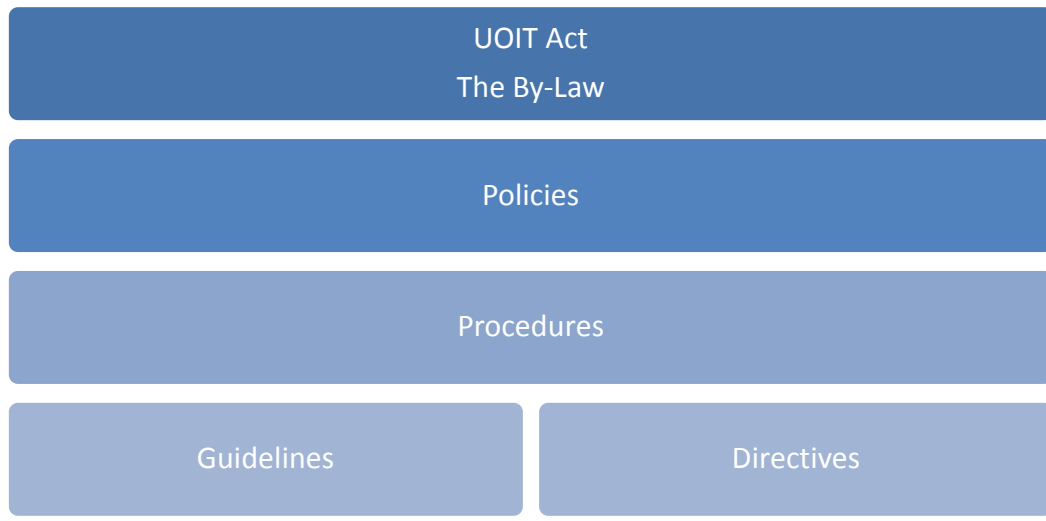 UOIT Act
The By-Law
Policies
Procedures
Guidelines
Directives